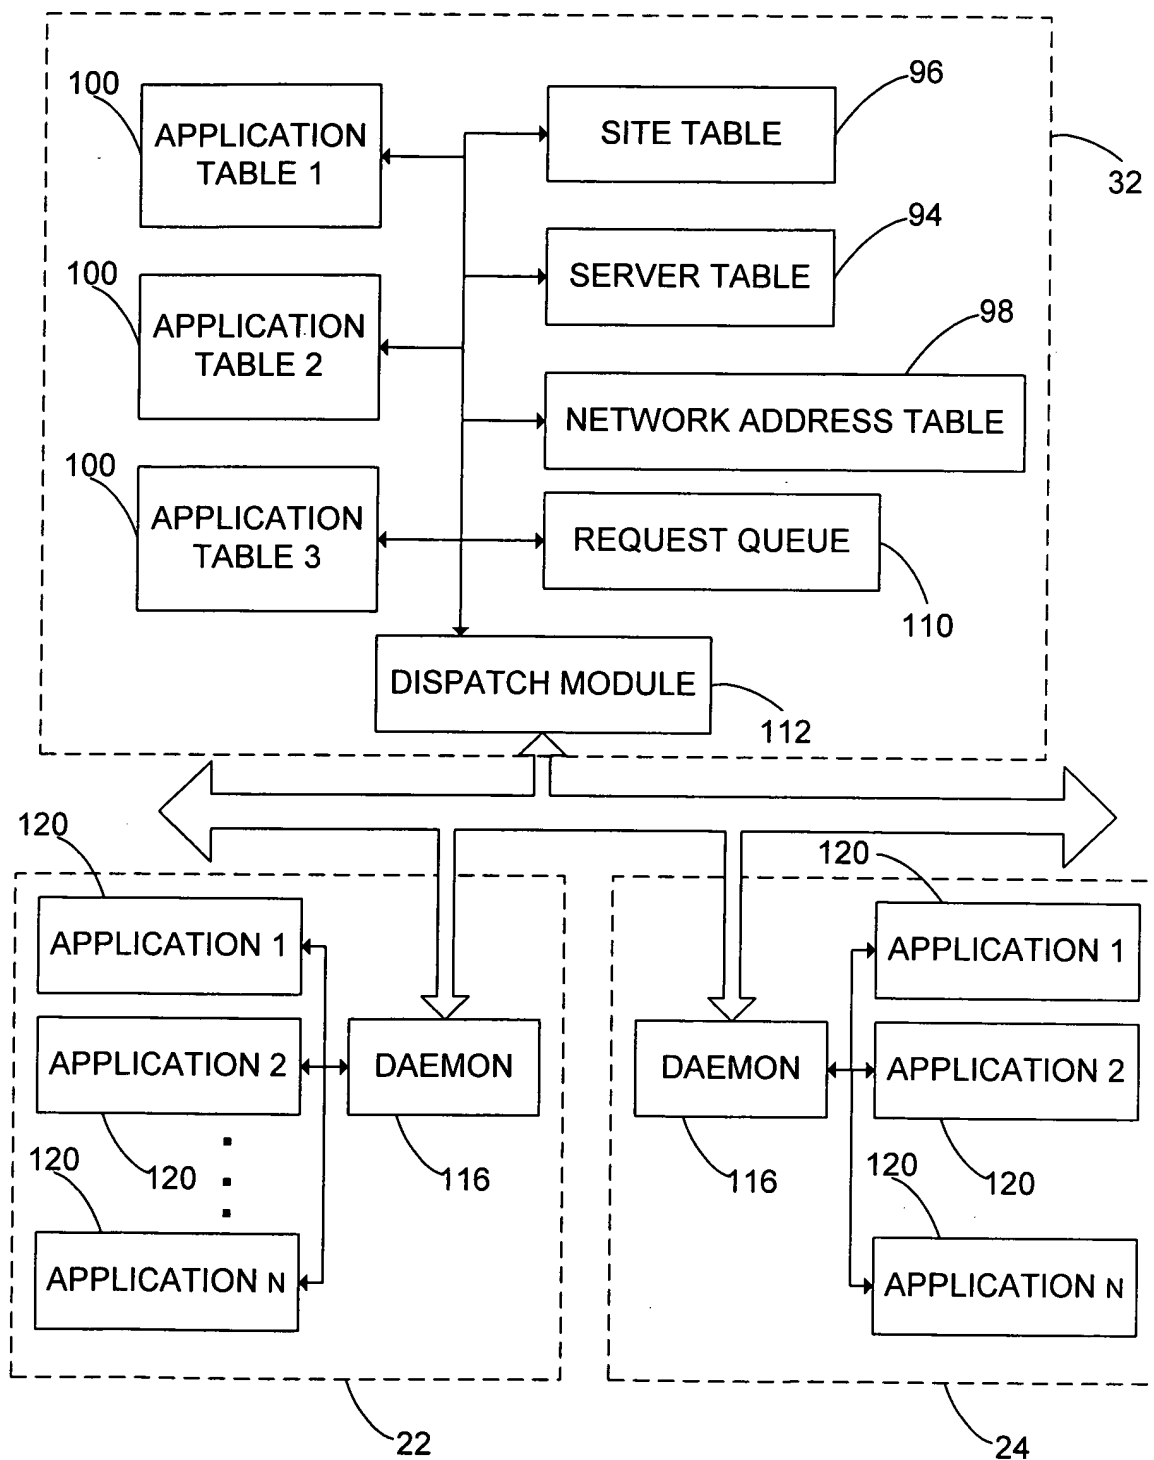 100
APPLICATION
TABLE 1
SITE TABLE
96
32
100
APPLICATION
TABLE 2
SERVER TABLE
94
98
NETWORK ADDRESS TABLE
100
APPLICATION
TABLE 3
REQUEST QUEUE
110
DISPATCH MODULE
112
120
APPLICATION 1
APPLICATION 2
DAEMON
120
120
116
APPLICATION N
22
120
APPLICATION 1
DAEMON
APPLICATION 2
116
120
120
APPLICATION N
24